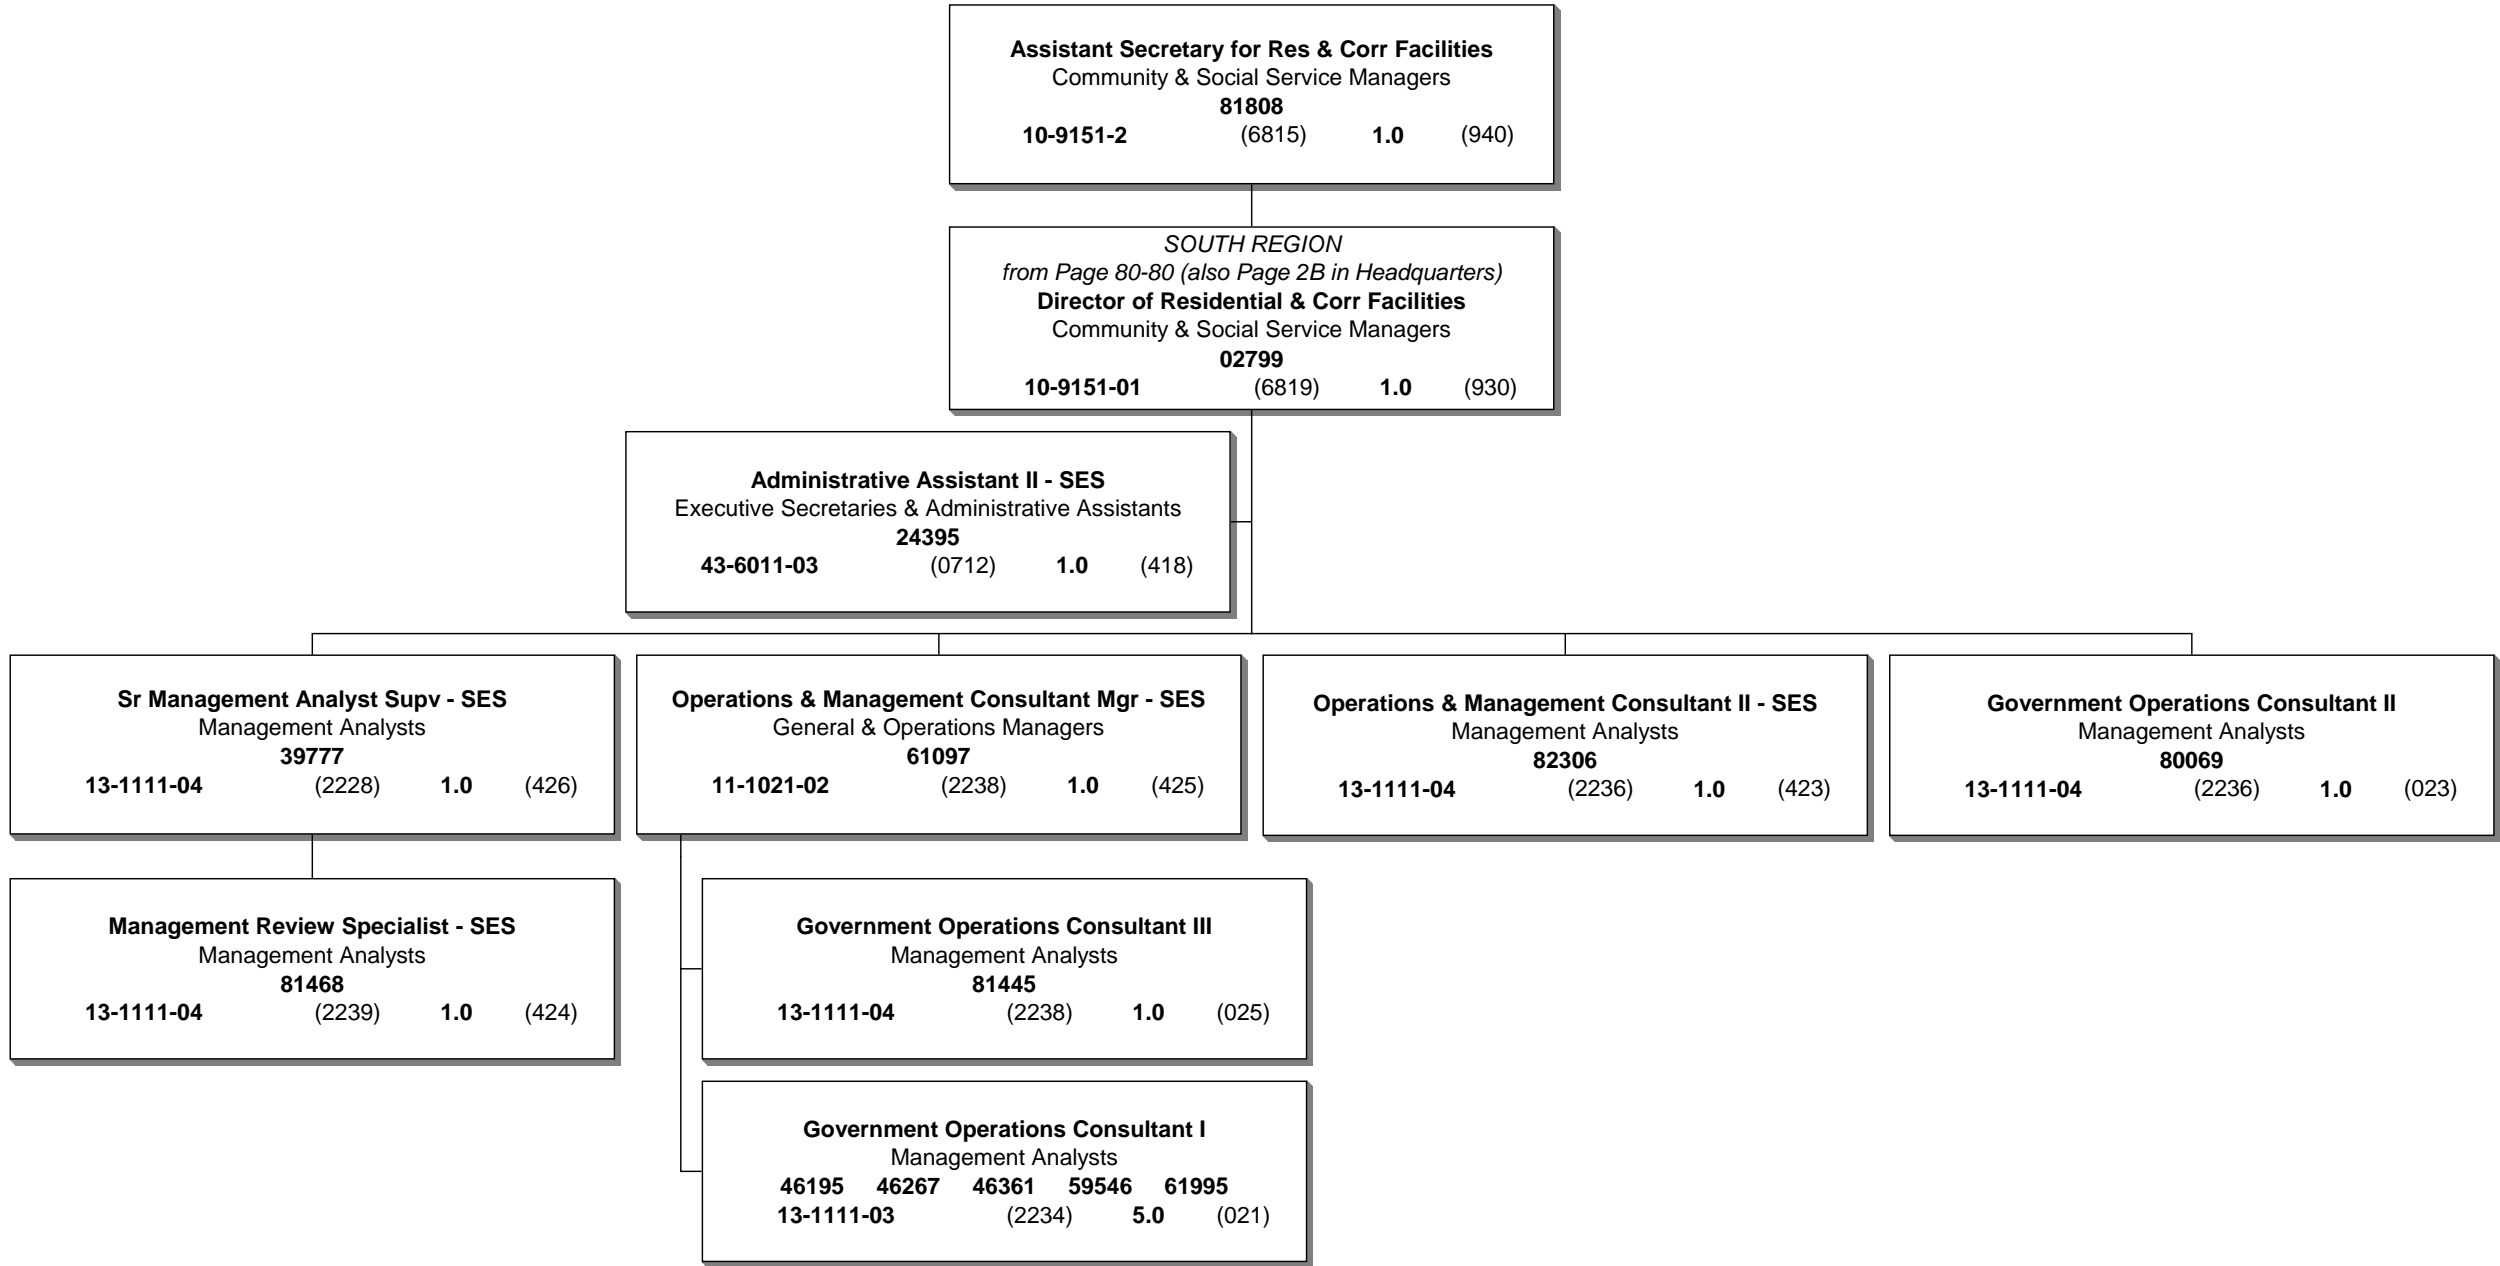 Assistant Secretary for Res & Corr Facilities
Community & Social Service Managers
81808
10-9151-2 (6815) 1.0 (940)
SOUTH REGION
from Page 80-80 (also Page 2B in Headquarters)
Director of Residential & Corr Facilities
Community & Social Service Managers
02799
10-9151-01 (6819) 1.0 (930)
Administrative Assistant II - SES
Executive Secretaries & Administrative Assistants
24395
43-6011-03 (0712) 1.0 (418)
Sr Management Analyst Supv - SES
Management Analysts
39777
13-1111-04 (2228) 1.0 (426)
Operations & Management Consultant Mgr - SES
General & Operations Managers
61097
11-1021-02 (2238) 1.0 (425)
Operations & Management Consultant II - SES
Management Analysts
82306
13-1111-04 (2236) 1.0 (423)
Government Operations Consultant II
Management Analysts
80069
13-1111-04 (2236) 1.0 (023)
Management Review Specialist - SES
Management Analysts
81468
13-1111-04 (2239) 1.0 (424)
Government Operations Consultant III
Management Analysts
81445
13-1111-04 (2238) 1.0 (025)
Government Operations Consultant I
Management Analysts
46195 46267 46361 59546 61995
13-1111-03 (2234) 5.0 (021)